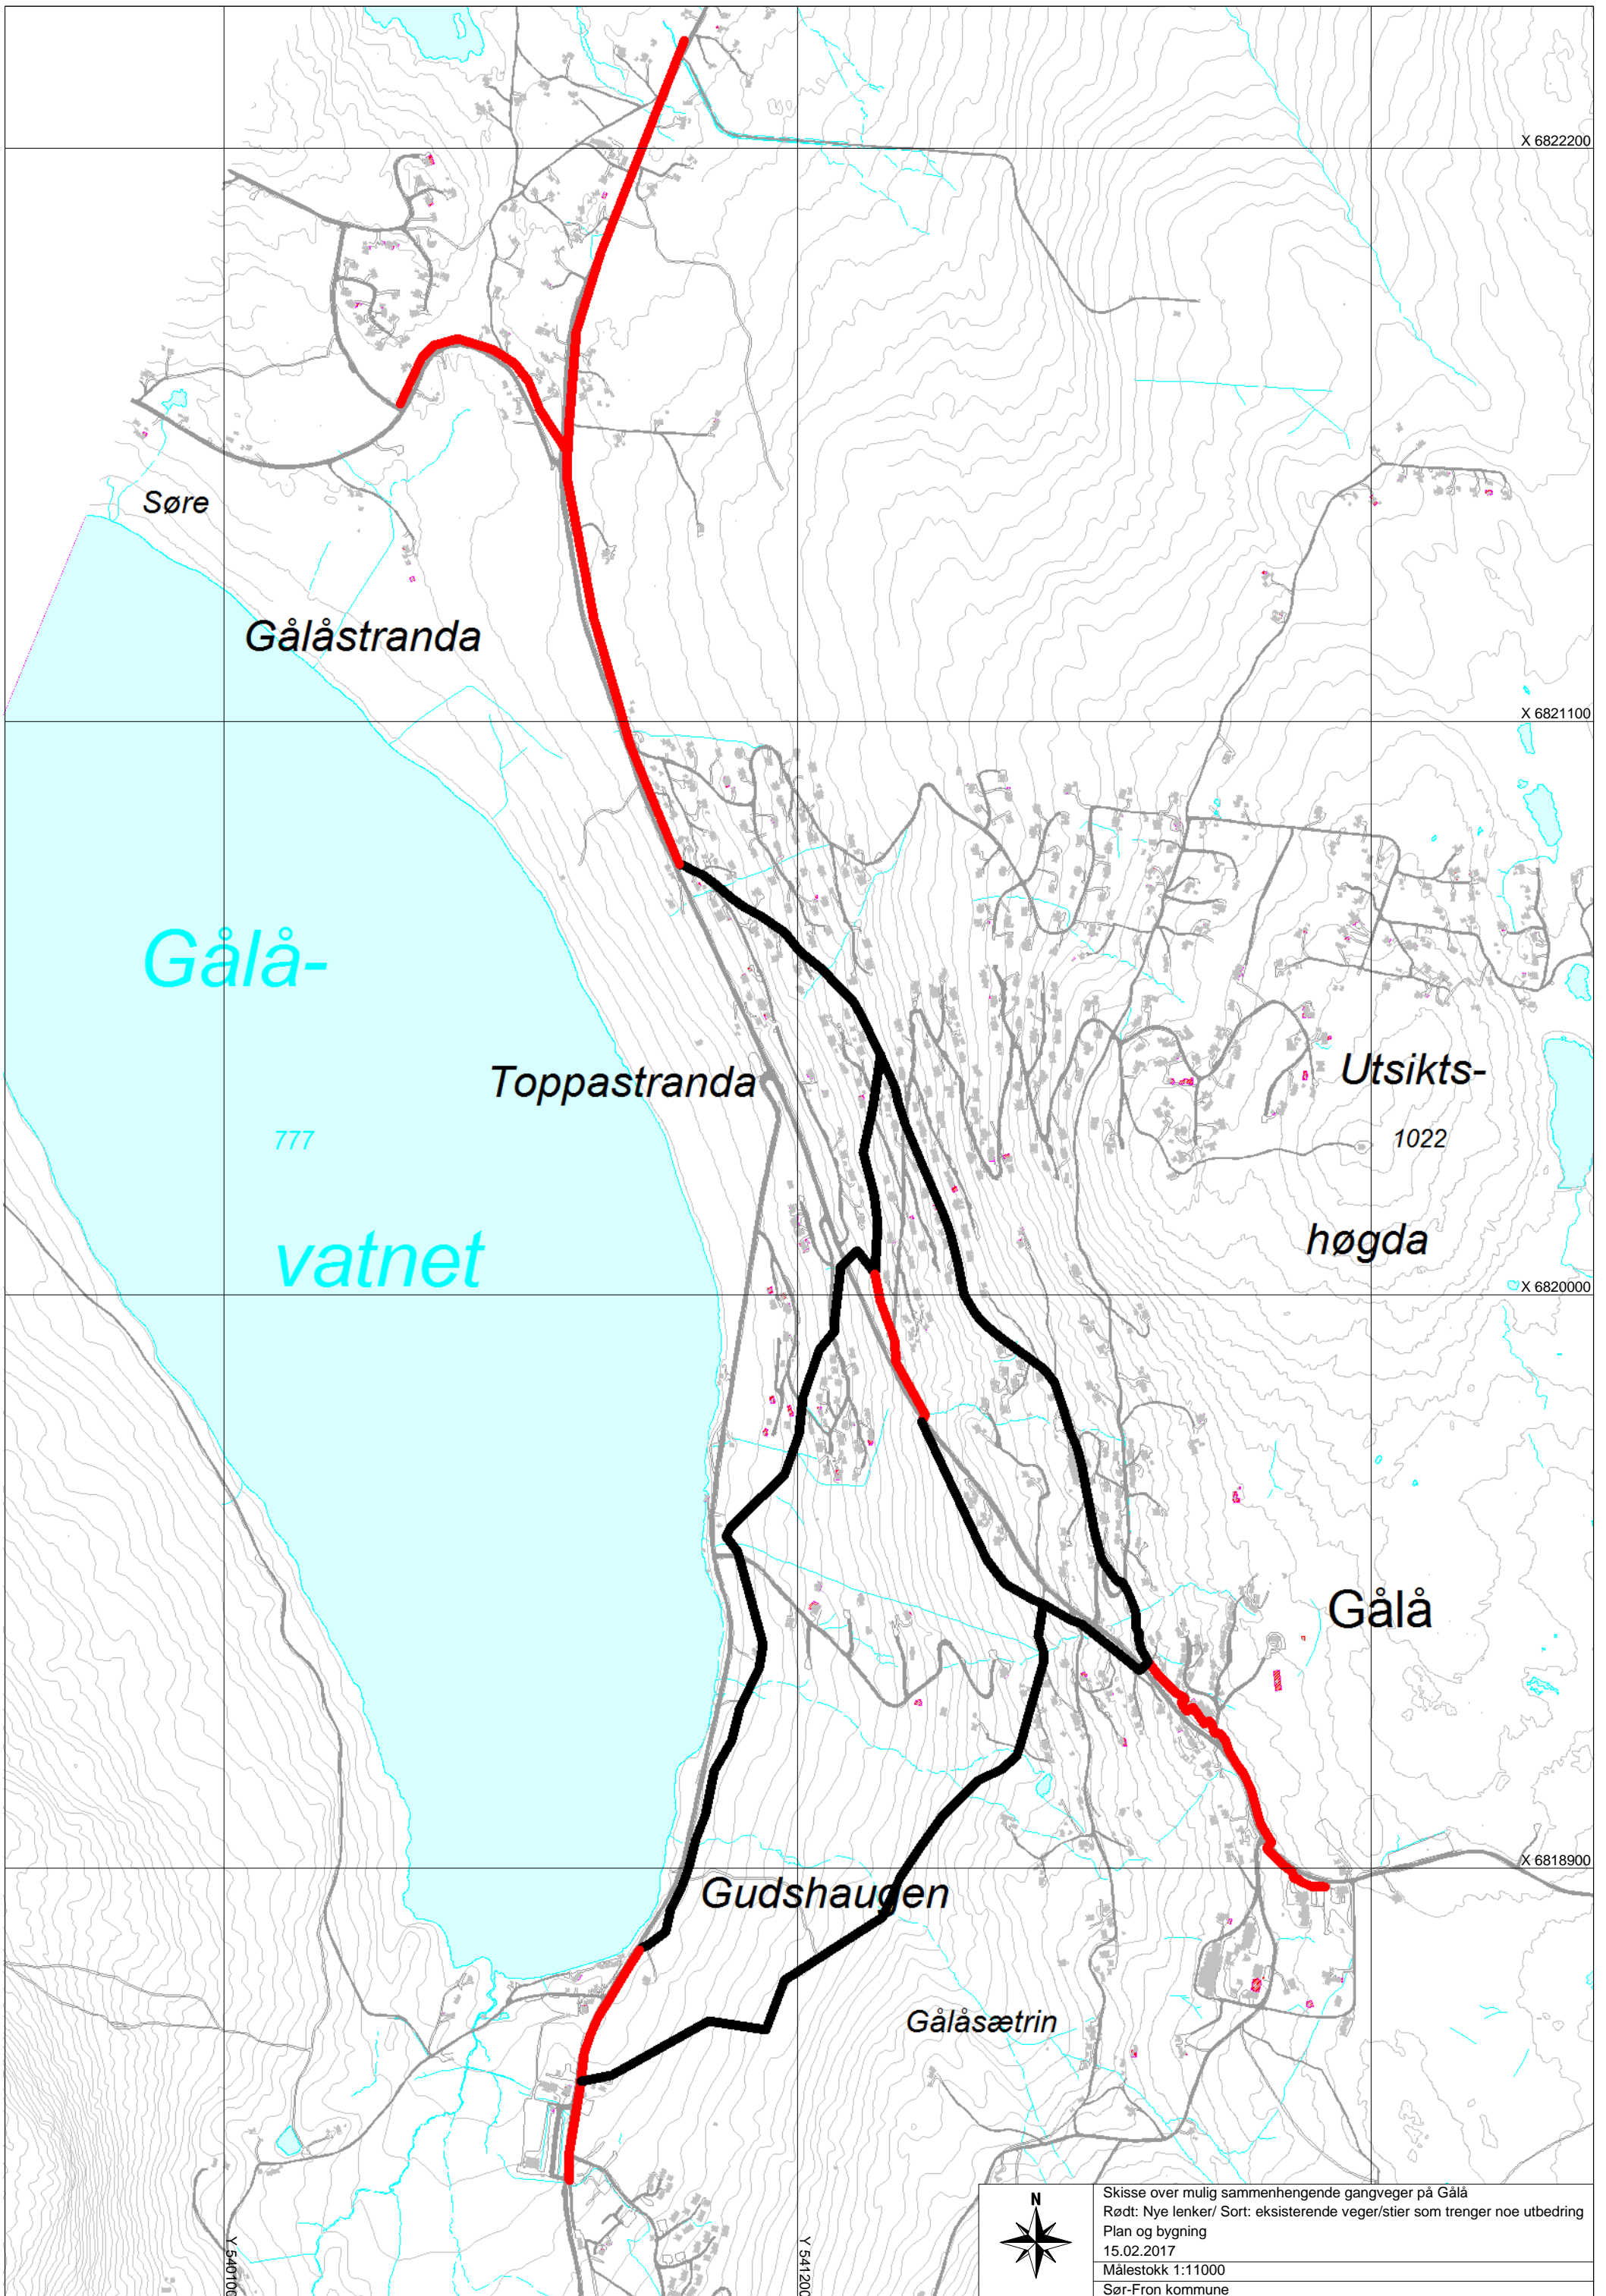 X 6822200
Søre
Gålåstranda
X 6821100
Gålå-
Toppastranda
Utsikts-
777
1022
vatnet
høgda
X 6820000
Gålå
X 6818900
Gudshaugen
Gålåsætrin
Y 540100
Y 541200
N
Skisse over mulig sammenhengende gangveger på Gålå
Rødt: Nye lenker/ Sort: eksisterende veger/stier som trenger noe utbedring
Plan og bygning
15.02.2017
Målestokk 1:11000
Sør-Fron kommune